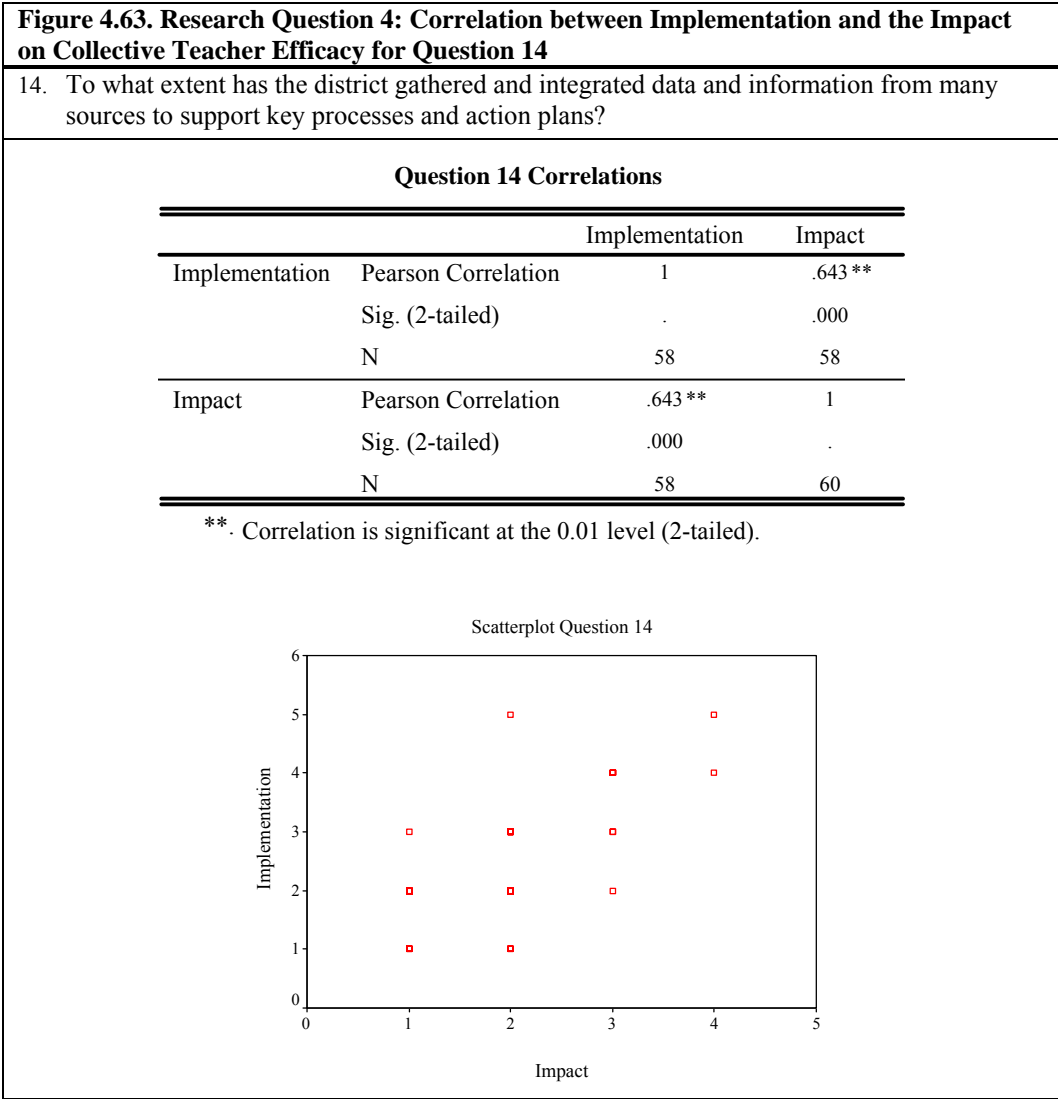 Figure 4.63. Research Question 4: Correlation between Implementation and the Impact
on Collective Teacher Efficacy for Question 14
14. To what extent has the district gathered and integrated data and information from many
sources to support key processes and action plans?
Question 14 Correlations
Implementation Impact
Implementation Pearson Correlation 1 .643 **
Sig. (2-tailed) . .000
N 58 58
Impact Pearson Correlation .643 ** 1
Sig. (2-tailed) .000 .
N 58 60
**. Correlation is significant at the 0.01 level (2-tailed).
Scatterplot Question 14
6
5
4
3
2
1
0
Implementation
0 1 2 3 4 5
Impact